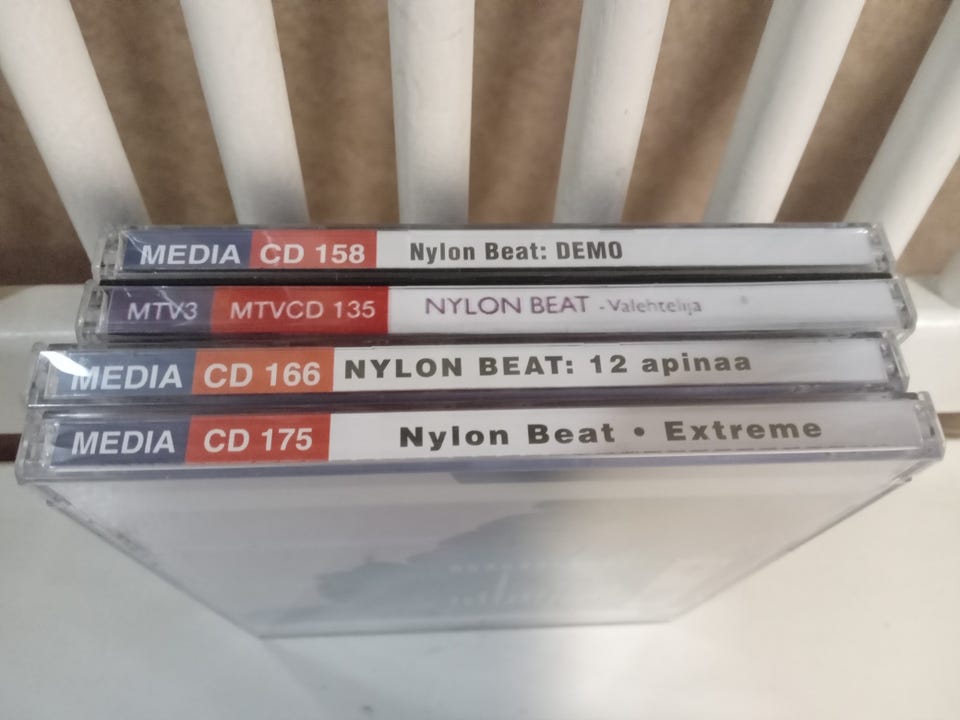 MEDIA CD 158 Nylon Beat: DEMO
MTV3 MTVCD 135 NYLON BEAT - Valehtelija
MEDIA CD 166 NYLON BEAT: 12 apinaa
MEDIA CD 175 Nylon Beat • Extreme